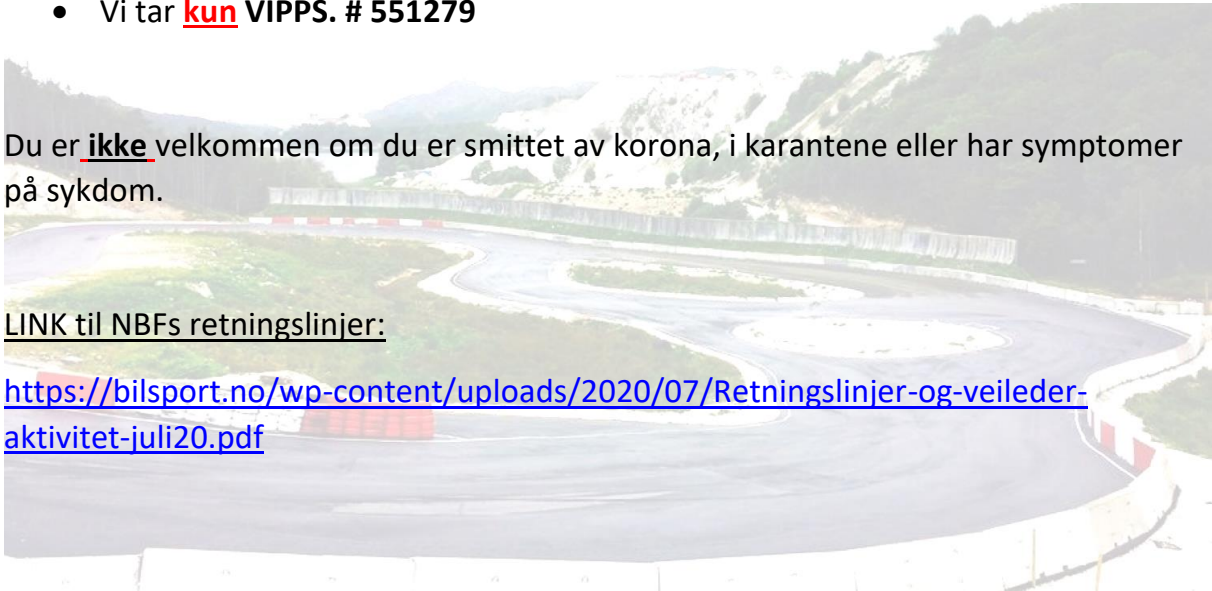 • Vi tar kun VIPPS. # 551279
Du er ikke velkommen om du er smittet av korona, i karantene eller har symptomer
på sykdom.
LINK til NBFs retningslinjer:
https://bilsport.no/wp-content/uploads/2020/07/Retningslinjer-og-veileder-
aktivitet-juli20.pdf